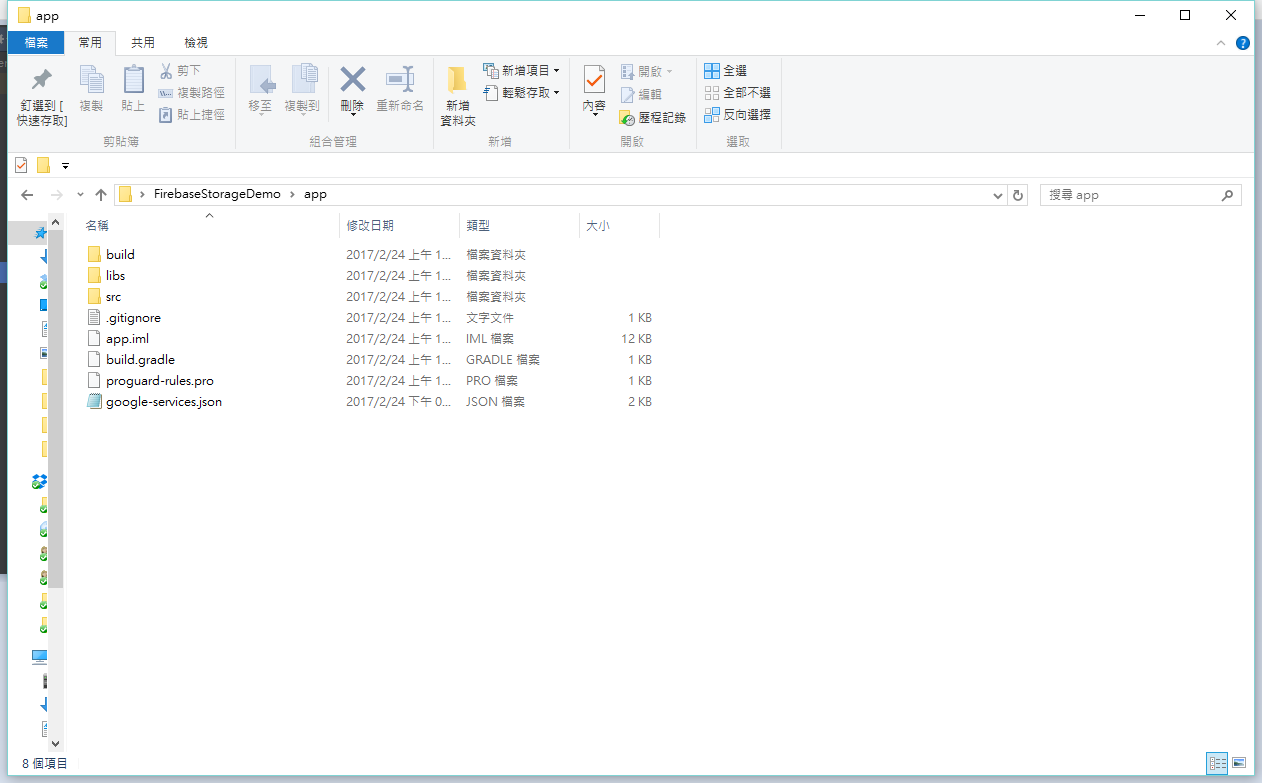 app
檔案 常用 共用 檢視
釘選到 [
快速存取]
複製
貼上
剪下
複製路徑
貼上捷徑
剪貼簿
移至
複製到
刪除
重新命名
組合管理
新增
資料夾
新增項目
輕鬆存取
新增
內容
開啟
編輯
歷程記錄
開啟
全選
全部不選
反向選擇
選取
FirebaseStorageDemo › app
搜尋 app
名稱 修改日期 類型 大小
build 2017/2/24 上午 1... 檔案資料夾
libs 2017/2/24 上午 1... 檔案資料夾
src 2017/2/24 上午 1... 檔案資料夾
.gitignore 2017/2/24 上午 1... 文字文件 1 KB
app.iml 2017/2/24 上午 1... IML 檔案 12 KB
build.gradle 2017/2/24 上午 1... GRADLE 檔案 1 KB
proguard-rules.pro 2017/2/24 上午 1... PRO 檔案 1 KB
google-services.json 2017/2/24 下午 0... JSON 檔案 2 KB
8 個項目